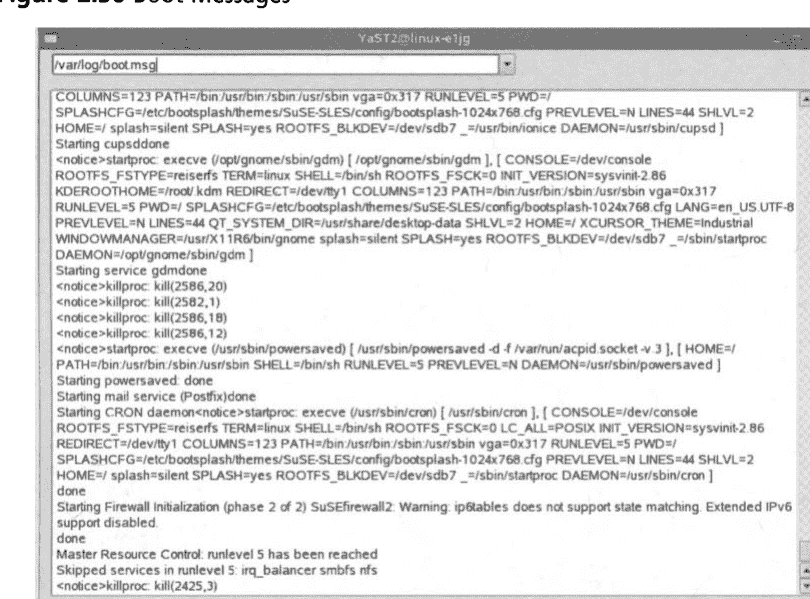 Figure 2.50 Boot Messages
YaST2@linux-e1jg
/var/log/boot.msg
COLUMNS=123 PATH=/bin:/usr/bin:/sbin:/usr/sbin vga=0x317 RUNLEVEL=5 PWD=/
SPLASHCFG=/etc/bootsplash/themes/SuSE-SLES/config/bootsplash-1024x768.cfg PREVLEVEL=N LINES=44 SHLVL=2
HOME=/ splash=silent SPLASH=yes ROOTFS_BLKDEV=/dev/sdb7 _=/usr/bin/ionice DAEMON=/usr/sbin/cupsd ]
Starting cupsddone
<notice>startproc: execve (/opt/gnome/sbin/gdm) [ /opt/gnome/sbin/gdm ], [ CONSOLE=/dev/console
ROOTFS_FSTYPE=reiserfs TERM=linux SHELL=/bin/sh ROOTFS_FSCK=0 INIT_VERSION=sysvinit-2.86
KDEROOTHOME=/root/.kdm REDIRECT=/dev/tty1 COLUMNS=123 PATH=/bin:/usr/bin:/sbin:/usr/sbin vga=0x317
RUNLEVEL=5 PWD=/ SPLASHCFG=/etc/bootsplash/themes/SuSE-SLES/config/bootsplash-1024x768.cfg LANG=en_US.UTF-8
PREVLEVEL=N LINES=44 QT_SYSTEM_DIR=/usr/share/desktop-data SHLVL=2 HOME=/ XCURSOR_THEME=Industrial
WINDOWMANAGER=/usr/X11R6/bin/gnome splash=silent SPLASH=yes ROOTFS_BLKDEV=/dev/sdb7 _=/sbin/startproc
DAEMON=/opt/gnome/sbin/gdm ]
Starting service gdmdone
<notice>killproc: kill(2586,20)
<notice>killproc: kill(2582,1)
<notice>killproc: kill(2586,18)
<notice>killproc: kill(2586,12)
<notice>startproc: execve (/usr/sbin/powersaved) [ /usr/sbin/powersaved -d -f /var/run/acpid.socket -v 3 ], [ HOME=/
PATH=/bin:/usr/bin:/sbin:/usr/sbin SHELL=/bin/sh RUNLEVEL=5 PREVLEVEL=N DAEMON=/usr/sbin/powersaved ]
Starting powersaved: done
Starting mail service (Postfix)done
Starting CRON daemon<notice>startproc: execve (/usr/sbin/cron) [ /usr/sbin/cron ], [ CONSOLE=/dev/console
ROOTFS_FSTYPE=reiserfs TERM=linux SHELL=/bin/sh ROOTFS_FSCK=0 LC_ALL=POSIX INIT_VERSION=sysvinit-2.86
REDIRECT=/dev/tty1 COLUMNS=123 PATH=/bin:/usr/bin:/sbin:/usr/sbin vga=0x317 RUNLEVEL=5 PWD=/
SPLASHCFG=/etc/bootsplash/themes/SuSE-SLES/config/bootsplash-1024x768.cfg PREVLEVEL=N LINES=44 SHLVL=2
HOME=/ splash=silent SPLASH=yes ROOTFS_BLKDEV=/dev/sdb7 _=/sbin/startproc DAEMON=/usr/sbin/cron ]
done
Starting Firewall Initialization (phase 2 of 2) SuSEfirewall2: Warning: ip6tables does not support state matching. Extended IPv6
support disabled.
done
Master Resource Control: runlevel 5 has been reached
Skipped services in runlevel 5: irq_balancer smbfs nfs
<notice>killproc: kill(2425,3)